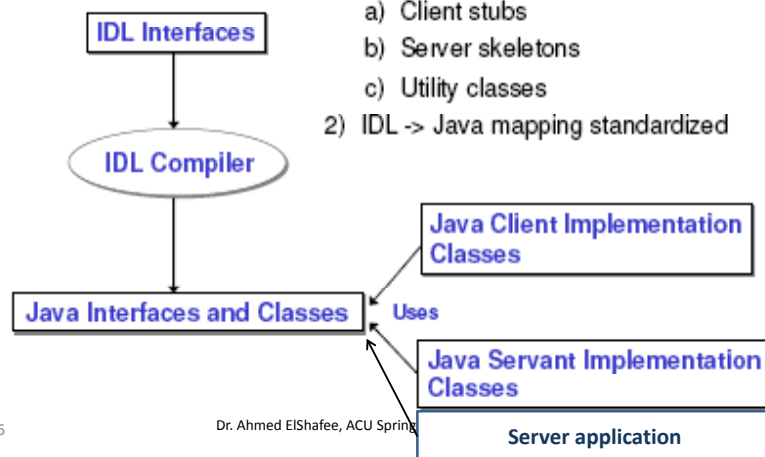 IDL Interfaces
a) Client stubs
b) Server skeletons
c) Utility classes
2) IDL -> Java mapping standardized
IDL Compiler
Java Client Implementation
Classes
Java Interfaces and Classes
Uses
Java Servant Implementation
Classes
Dr. Ahmed ElShafee, ACU Spring
Server application